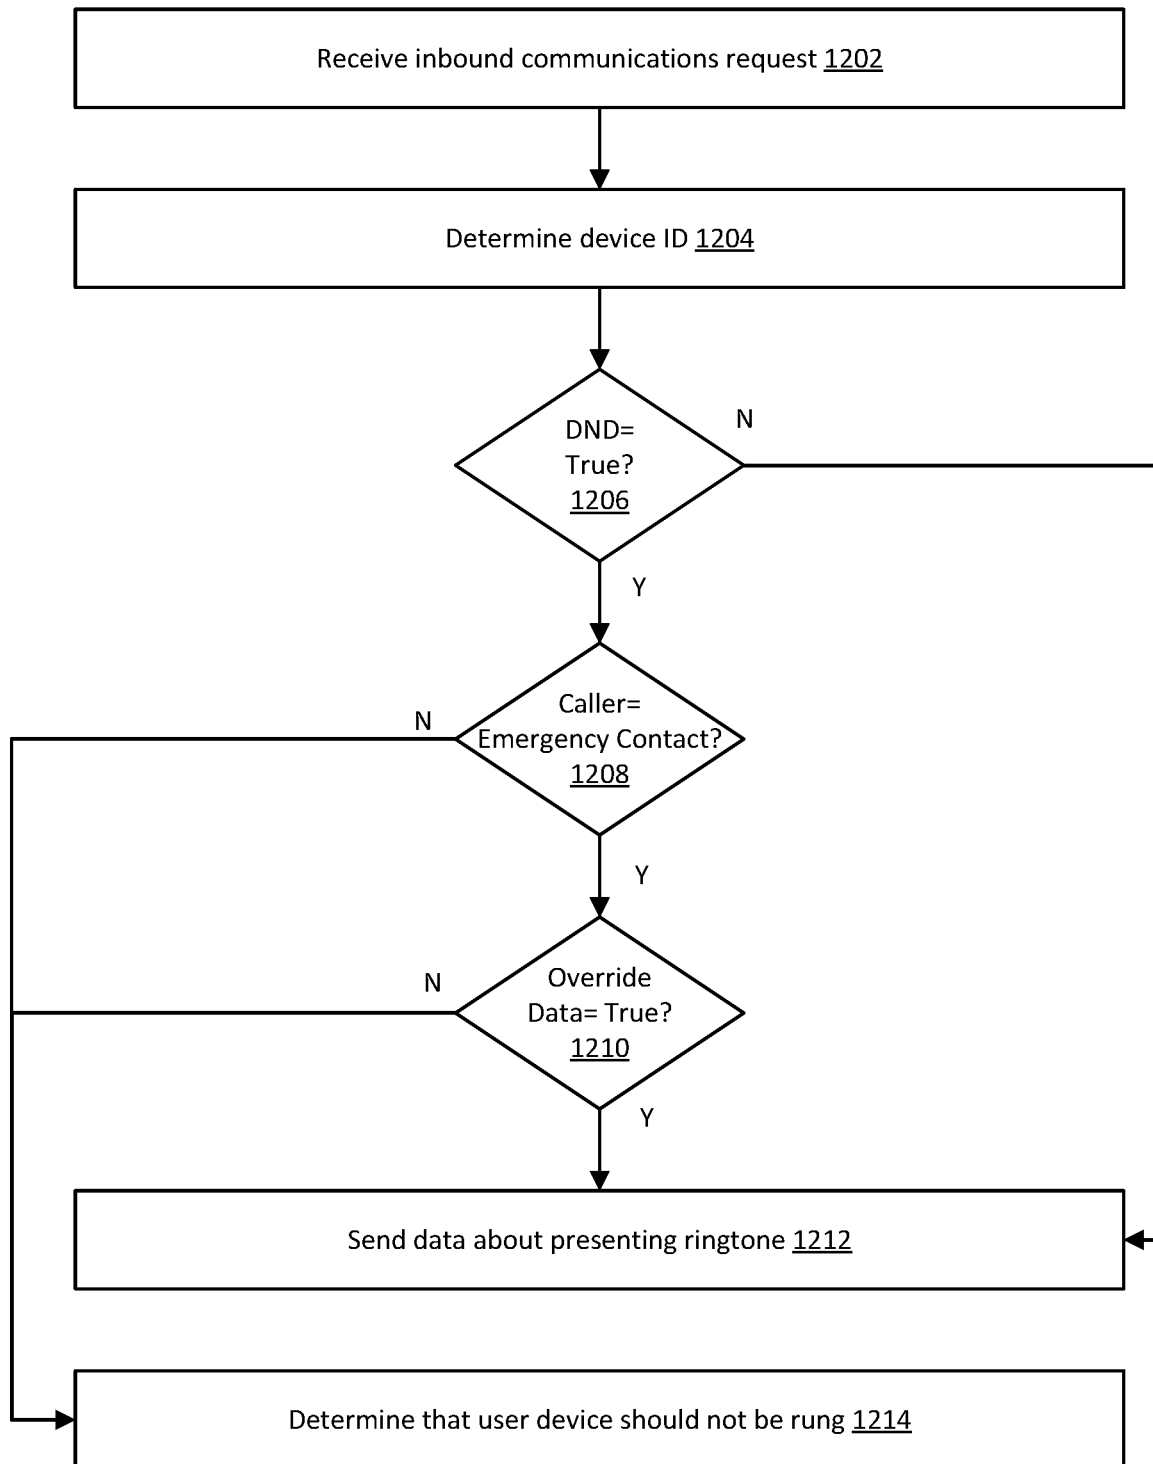 Receive inbound communications request 1202
Determine device ID 1204
DND=
True?
1206
N
Y
Caller=
Emergency Contact?
1208
N
Y
Override
Data= True?
1210
N
Y
Send data about presenting ringtone 1212
Determine that user device should not be rung 1214